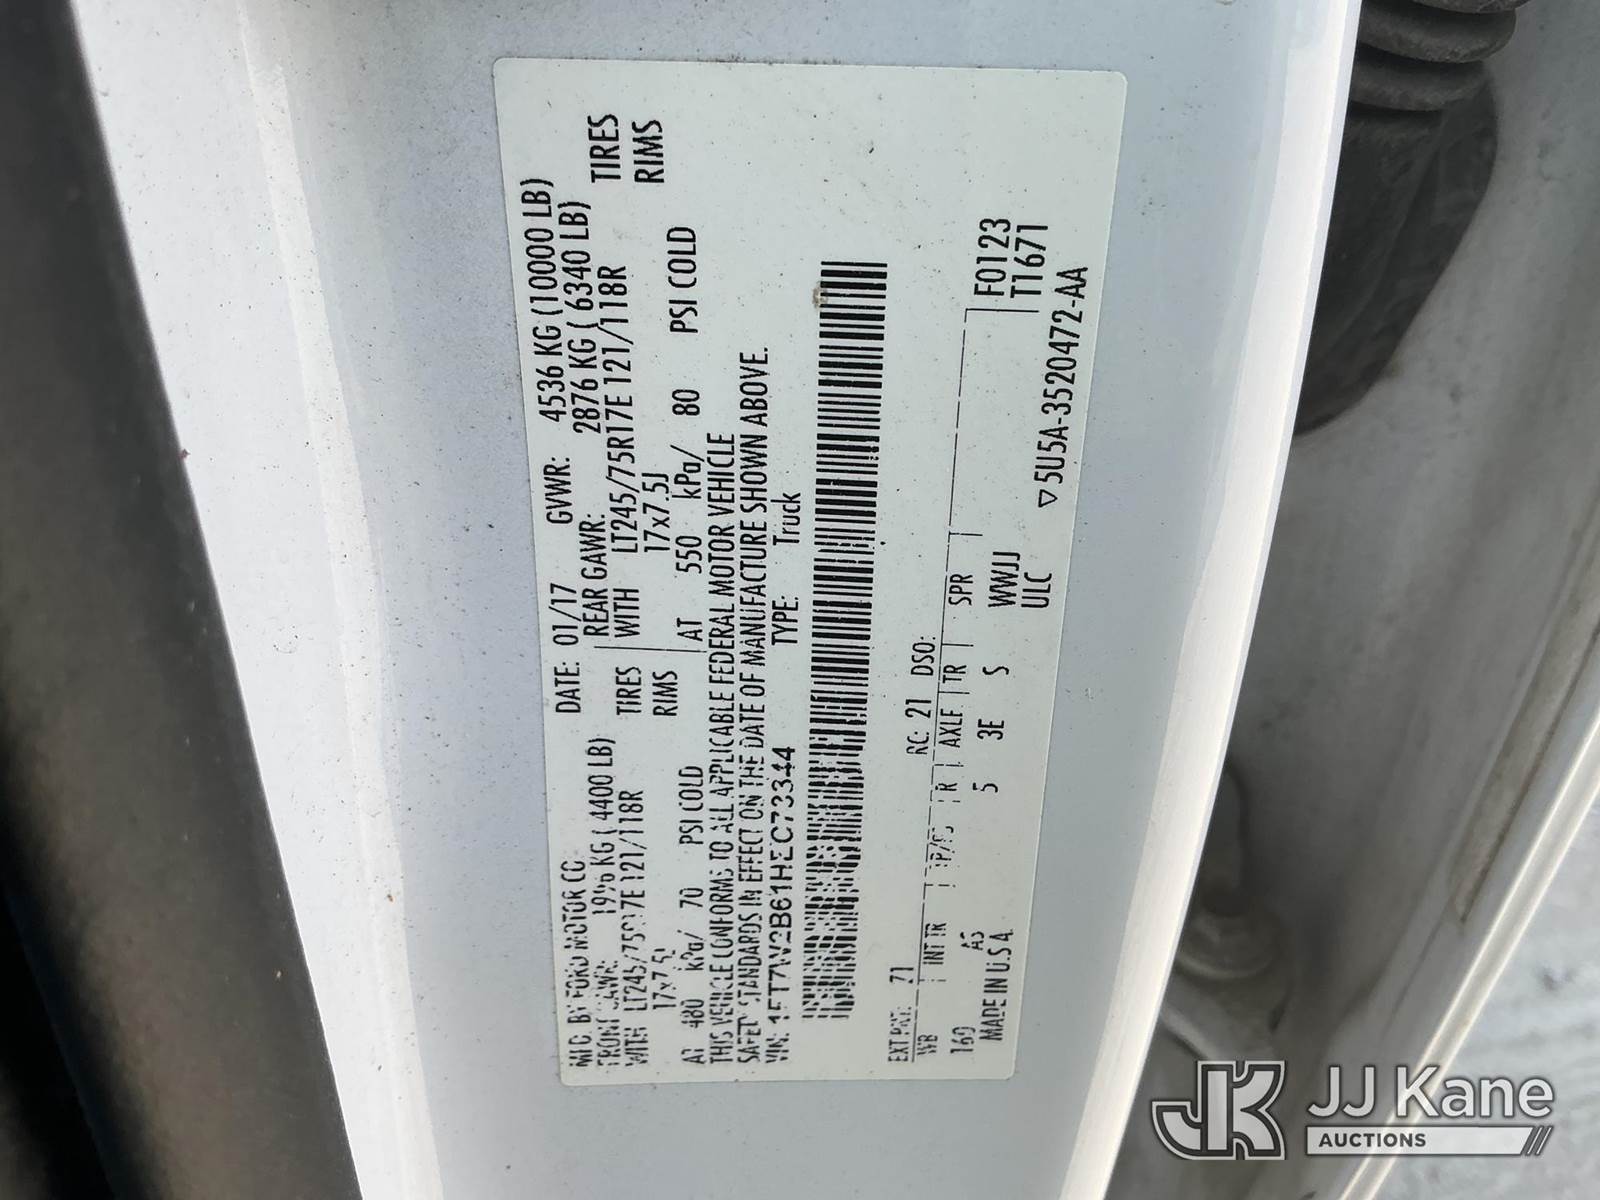 MFD. BY FORD MOTOR CO.
DATE: 01/17 GVWR: 4536 KG (10000 LB)
FRONT GAWR: 1996 KG ( 4400 LB)
REAR GAWR: 2876 KG ( 6340 LB)
WITH LT245/75R17E 121/118R TIRES
WITH LT245/75R17E 121/118R TIRES
17x7.5J RIMS
17x7.5J RIMS
AT 480 kPa/ 70 PSI COLD
AT 550 kPa/ 80 PSI COLD
THIS VEHICLE CONFORMS TO ALL APPLICABLE FEDERAL MOTOR VEHICLE
SAFETY STANDARDS IN EFFECT ON THE DATE OF MANUFACTURE SHOWN ABOVE.
VIN: TYPE: Truck
EXT PNT: 71 RC: 21 DSO:
WB INT TR TP/PS R AXLE TR SPR
160 AS 5 3E S WWJJ
ULC
F0123
T1671
MADE IN U.S.A.
▽5U5A-3520472-AA
JK
JJ Kane
AUCTIONS